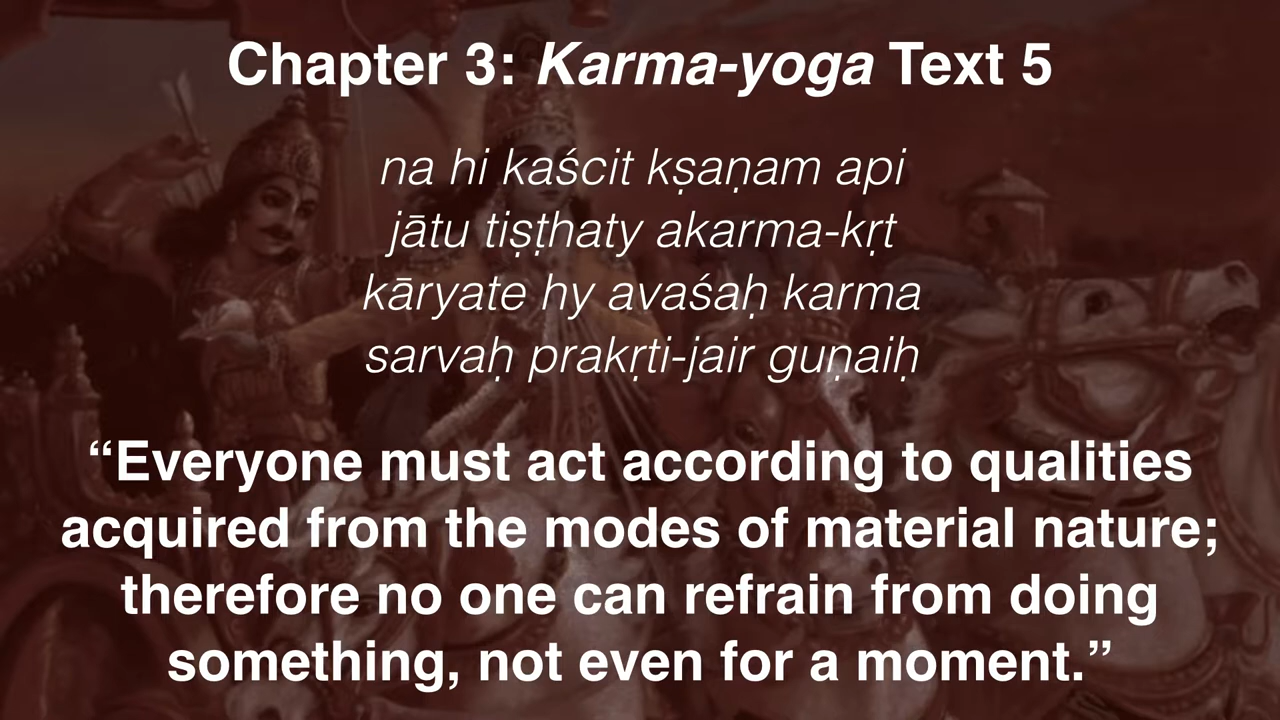 Chapter 3: Karma-yoga Text 5
na hi kaścit kṣaṇam api
jātu tiṣṭhaty akarma-kṛt
kāryate hy avaśaḥ karma
sarvaḥ prakṛti-jair guṇaiḥ
“Everyone must act according to qualities
acquired from the modes of material nature;
therefore no one can refrain from doing
something, not even for a moment.”